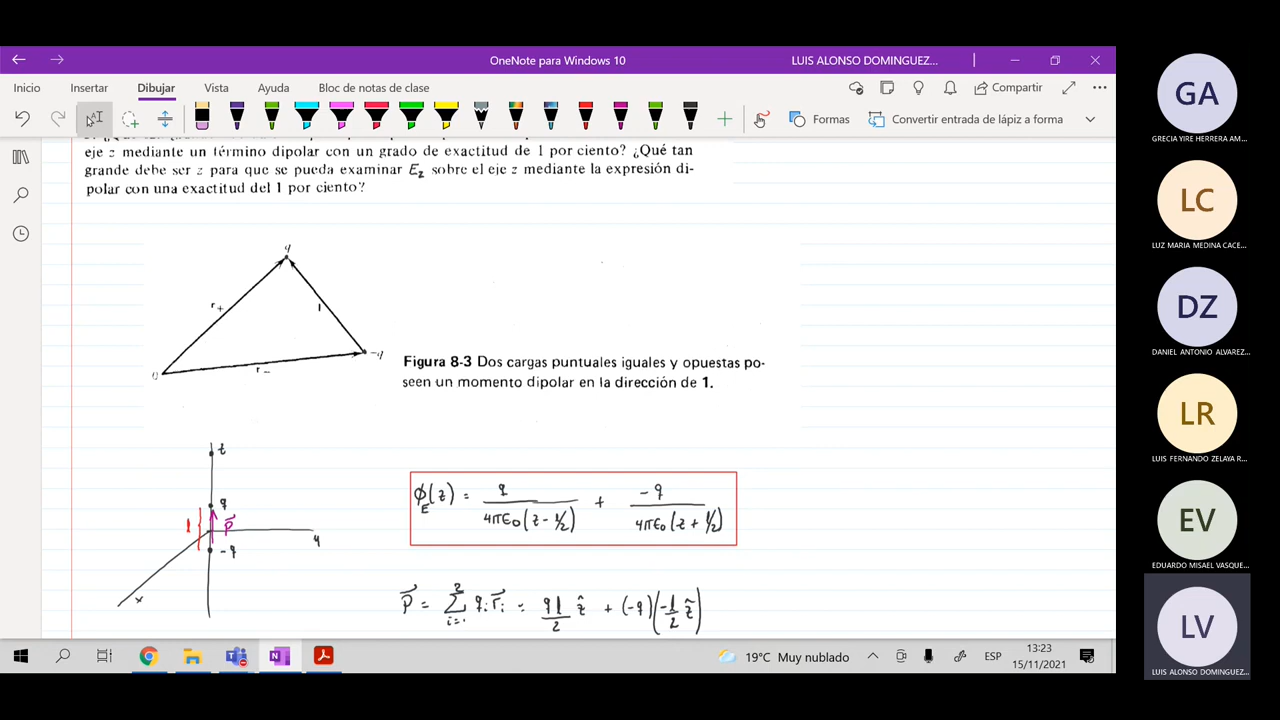 OneNote para Windows 10
LUIS ALONSO DOMINGUEZ...
Inicio
Insertar
Dibujar
Vista
Ayuda
Bloc de notas de clase
Compartir
Formas
Convertir entrada de lápiz a forma
eje z mediante un término dipolar con un grado de exactitud de 1 por ciento? ¿Qué tan
grande debe ser z para que se pueda examinar E_z sobre el eje z mediante la expresión di-
polar con una exactitud del 1 por ciento?
q
r+
l
-q
0
r-
Figura 8-3 Dos cargas puntuales iguales y opuestas po-
seen un momento dipolar en la dirección de l.
z
q
l
p⃗
-q
y
x
ϕ_E(z) = q / 4πε₀(z - l/2) + -q / 4πε₀(z + l/2)
p⃗ = Σ_{i=1}^{2} q_i r⃗_i = ql/2 ẑ + (-q)(-l/2 ẑ)
GA
GRECIA YIRE HERRERA AM...
LC
LUZ MARIA MEDINA CACE...
DZ
DANIEL ANTONIO ALVAREZ...
LR
LUIS FERNANDO ZELAYA R...
EV
EDUARDO MISAEL VASQUE...
LV
LUIS ALONSO DOMINGUEZ...
19°C Muy nublado
ESP
13:23
15/11/2021